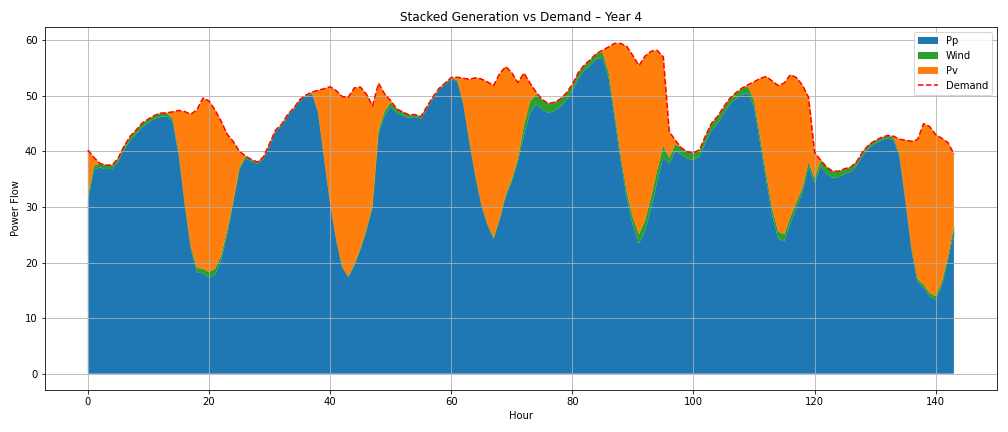 Stacked Generation vs Demand – Year 4
Pp
Wind
Pv
Demand
Power Flow
60
50
40
30
20
10
0
0 20 40 60 80 100 120 140
Hour